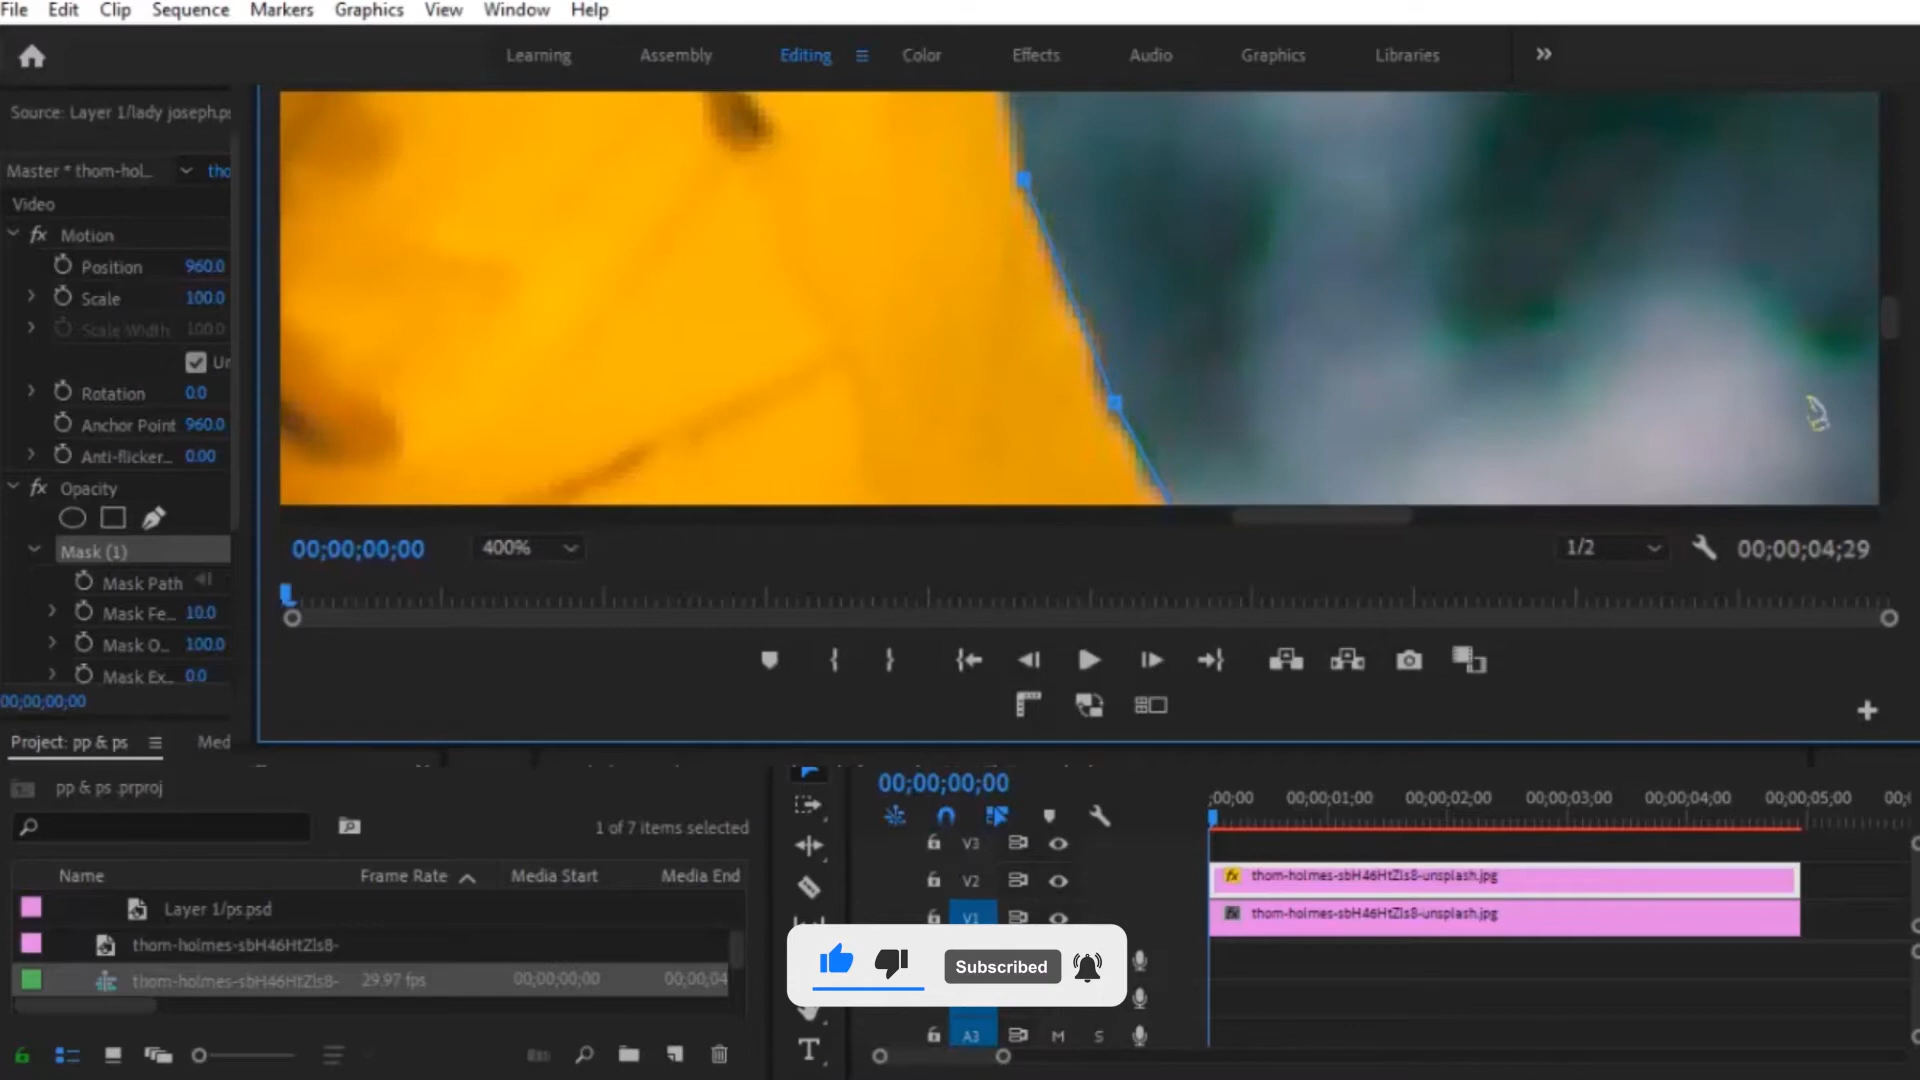 File Edit Clip Sequence Markers Graphics View Window Help
Learning Assembly Editing Color Effects Audio Graphics Libraries
Source: Layer 1/lady joseph.ps
Master * thom-hol... tho
Video
fx Motion
Position 960.0
Scale 100.0
Scale Width 100.0
Un
Rotation 0.0
Anchor Point 960.0
Anti-flicker... 0.00
fx Opacity
Mask (1)
Mask Path
Mask Fe... 10.0
Mask O... 100.0
Mask Ex... 0.0
00;00;00;00
00;00;00;00 400% 1/2 00;00;04;29
Project: pp & ps Med
pp & ps .prproj
1 of 7 items selected
Name Frame Rate Media Start Media End
Layer 1/ps.psd
thom-holmes-sbH46HtZls8-
thom-holmes-sbH46HtZls8- 29.97 fps 00;00;00;00 00;00;04
00;00;00;00
;00;00 00;00;01;00 00;00;02;00 00;00;03;00 00;00;04;00 00;00;05;00 00;
V3
V2 fx thom-holmes-sbH46HtZls8-unsplash.jpg
V1 fx thom-holmes-sbH46HtZls8-unsplash.jpg
Subscribed
A3 M S
T